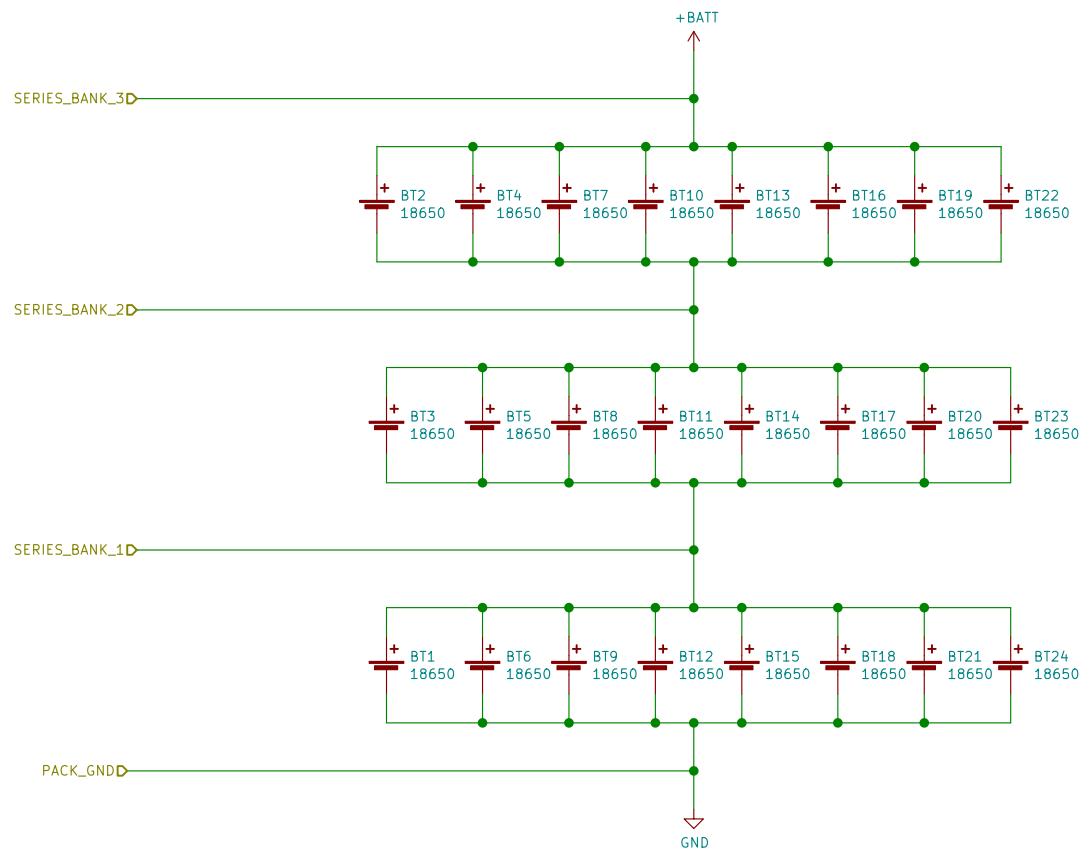 +BATT
SERIES_BANK_3
BT2 BT4 BT7 BT10 BT13 BT16 BT19 BT22
18650 18650 18650 18650 18650 18650 18650 18650
SERIES_BANK_2
BT3 BT5 BT8 BT11 BT14 BT17 BT20 BT23
18650 18650 18650 18650 18650 18650 18650 18650
SERIES_BANK_1
BT1 BT6 BT9 BT12 BT15 BT18 BT21 BT24
18650 18650 18650 18650 18650 18650 18650 18650
PACK_GND
GND